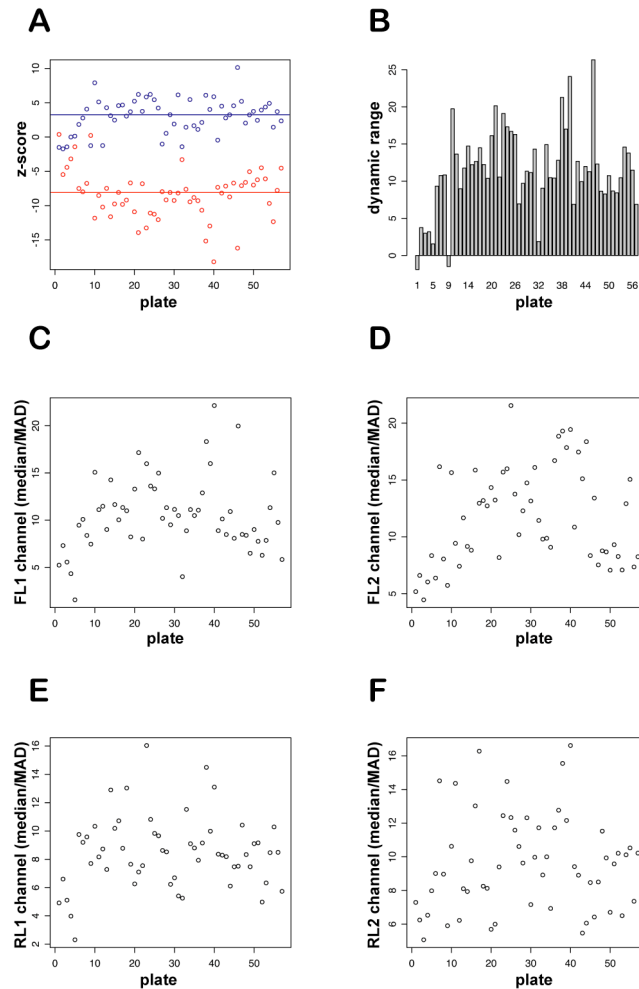 A
B
z-score
10
5
0
-5
-10
-15
0 10 20 30 40 50
plate
dynamic range
25
20
15
10
5
0
1 5 9 14 20 26 32 38 44 50 56
plate
C
D
FL1 channel (median/MAD)
20
15
10
5
0 10 20 30 40 50
plate
FL2 channel (median/MAD)
20
15
10
5
0 10 20 30 40 50
plate
E
F
RL1 channel (median/MAD)
16
14
12
10
8
6
4
2
0 10 20 30 40 50
plate
RL2 channel (median/MAD)
16
14
12
10
8
6
0 10 20 30 40 50
plate